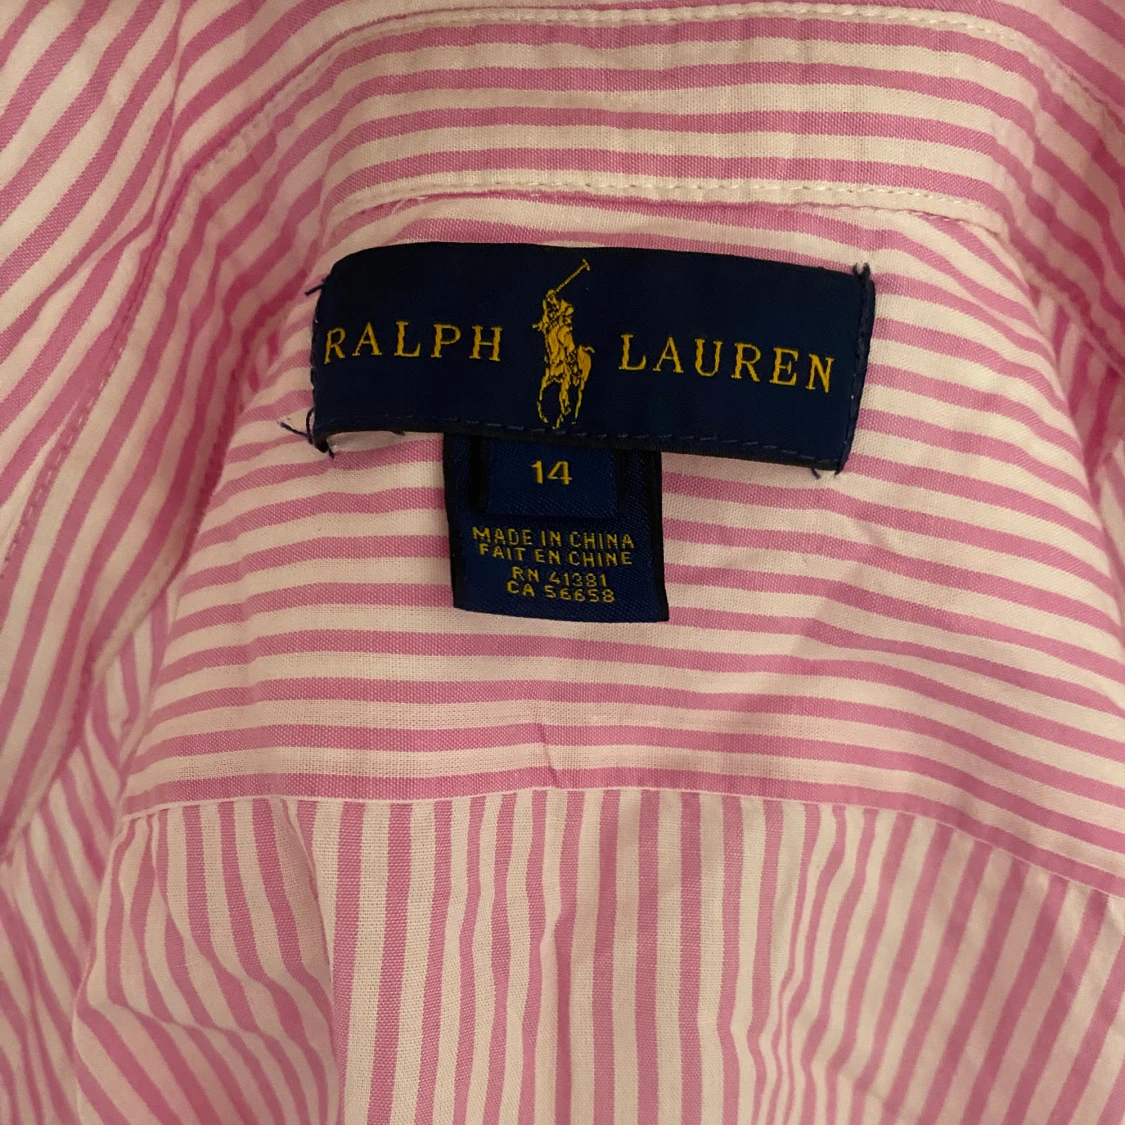 RALPH LAUREN
14
MADE IN CHINA
FAIT EN CHINE
RN 41381
CA 56658